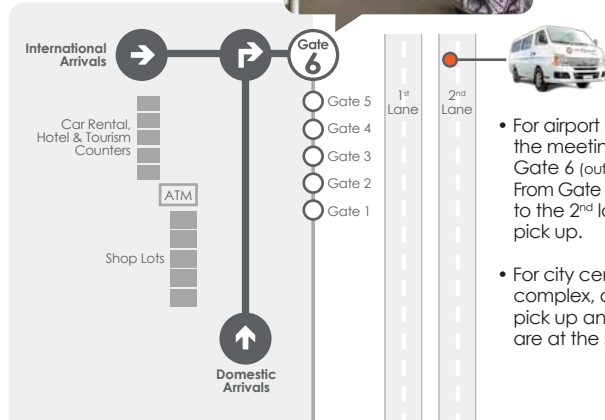 International
Arrivals
Gate
6
Gate 5
Gate 4
Gate 3
Gate 2
Gate 1
Car Rental,
Hotel & Tourism
Counters
ATM
Shop Lots
Domestic
Arrivals
1st
Lane
2nd
Lane
• For airport
the meetin
Gate 6 (out
From Gate
to the 2nd la
pick up.
• For city cen
complex, c
pick up an
are at the s